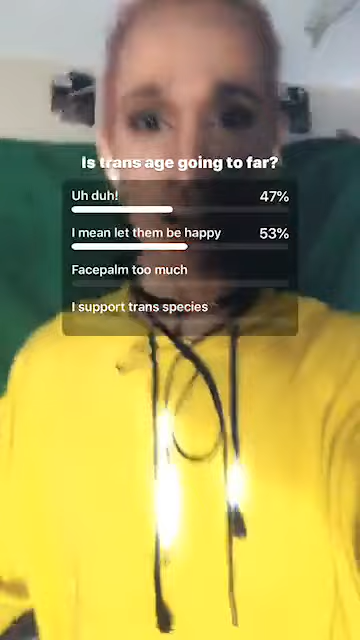 Is trans age going to far?
Uh duh!
47%
I mean let them be happy
53%
Facepalm too much
I support trans species